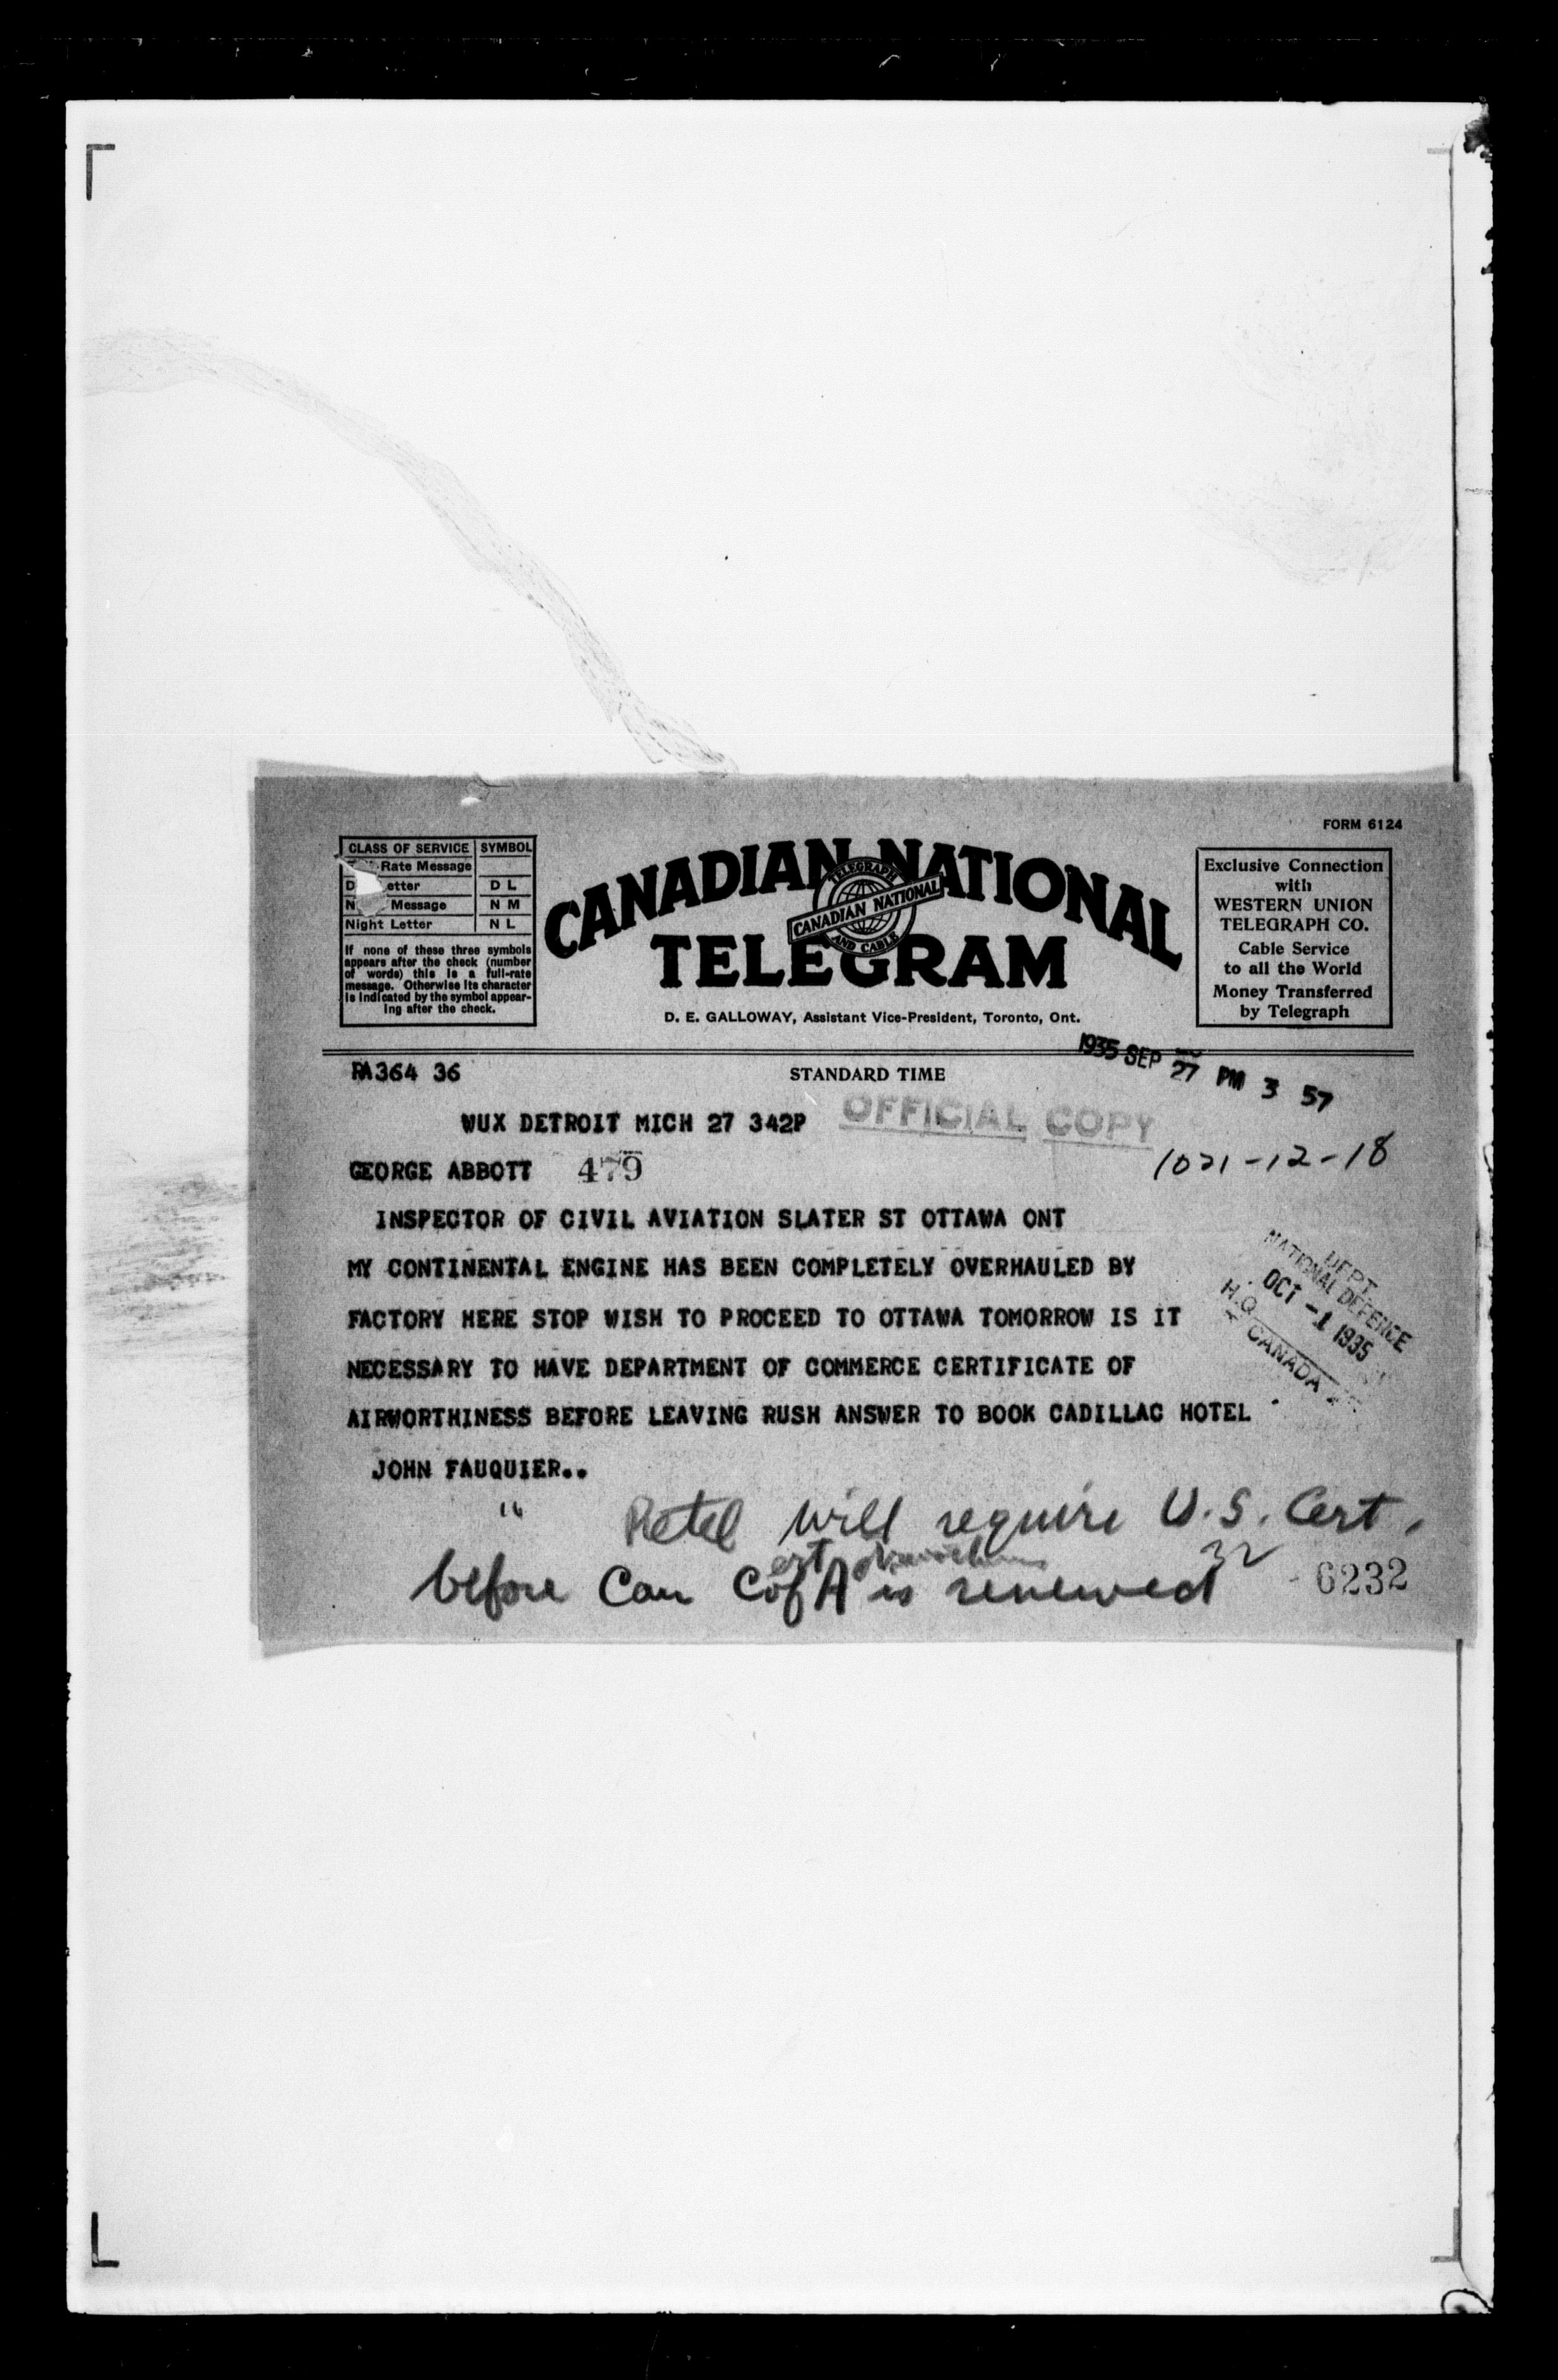 FORM 6124
CLASS OF SERVICE SYMBOL
Rate Message
D etter D L
N Message N M
Night Letter N L
If none of these three symbols
appears after the check (number
of words) this is a full-rate
message. Otherwise its character
is indicated by the symbol appear-
ing after the check.
CANADIAN NATIONAL
TELEGRAPH
CANADIAN NATIONAL
AND CABLE
TELEGRAM
D. E. GALLOWAY, Assistant Vice-President, Toronto, Ont.
Exclusive Connection
with
WESTERN UNION
TELEGRAPH CO.
Cable Service
to all the World
Money Transferred
by Telegraph
1935 SEP 27 PM 3 57
RA364 36 STANDARD TIME
WUX DETROIT MICH 27 342P OFFICIAL COPY
GEORGE ABBOTT 479 1021-12-18
INSPECTOR OF CIVIL AVIATION SLATER ST OTTAWA ONT
MY CONTINENTAL ENGINE HAS BEEN COMPLETELY OVERHAULED BY
FACTORY HERE STOP WISH TO PROCEED TO OTTAWA TOMORROW IS IT
NECESSARY TO HAVE DEPARTMENT OF COMMERCE CERTIFICATE OF
AIRWORTHINESS BEFORE LEAVING RUSH ANSWER TO BOOK CADILLAC HOTEL
JOHN FAUQUIER..
DEPT.
NATIONAL DEFENCE
OCT -1 1935
H.Q.
CANADA
Retel will require U.S. Cert.
before Can C of A is renewed
6232